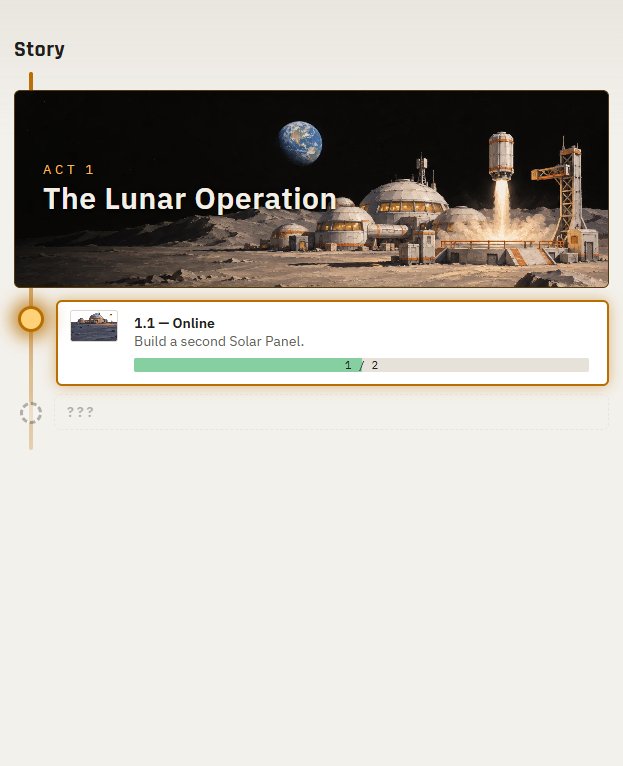 Story
ACT 1
The Lunar Operation
1.1 — Online
Build a second Solar Panel.
1 / 2
???